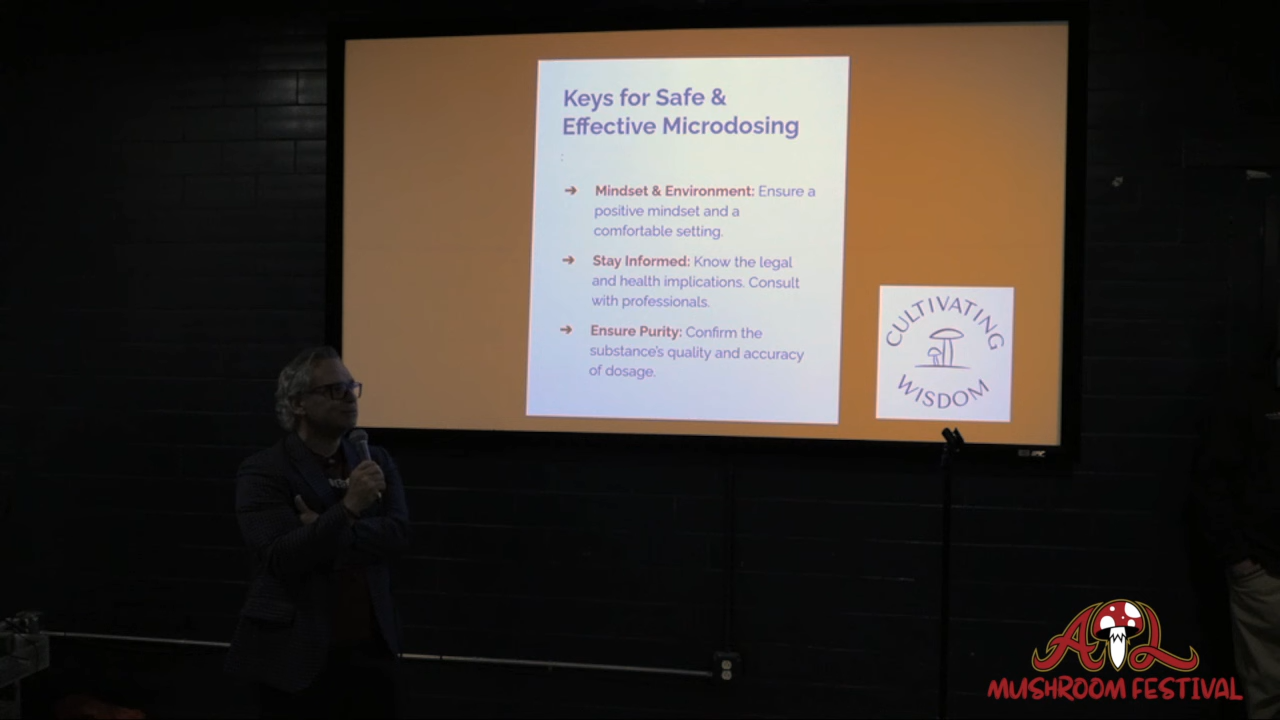 Keys for Safe &
Effective Microdosing
:
➔ Mindset & Environment: Ensure a
positive mindset and a
comfortable setting.
➔ Stay Informed: Know the legal
and health implications. Consult
with professionals.
➔ Ensure Purity: Confirm the
substance's quality and accuracy
of dosage.
CULTIVATING
WISDOM
ATL
MUSHROOM FESTIVAL